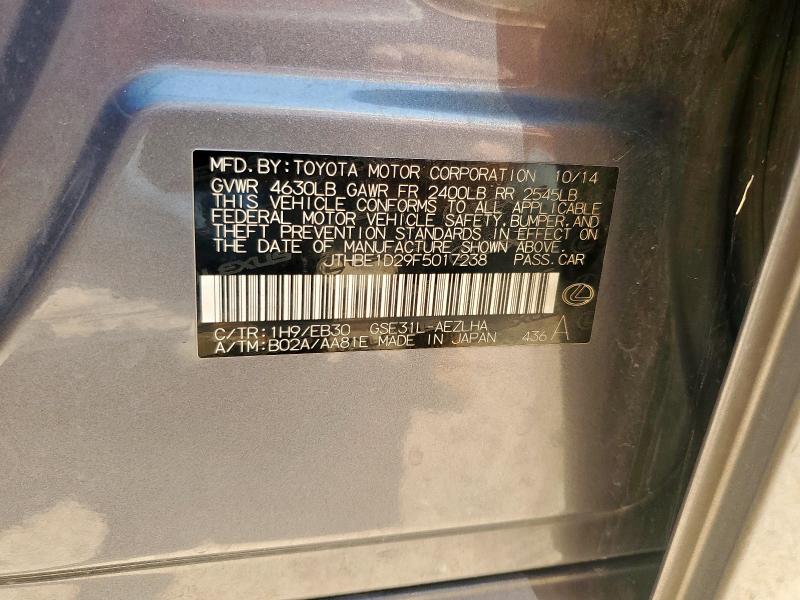 MFD.BY:TOYOTA MOTOR CORPORATION 10/14
GVWR 4630LB GAWR FR 2400LB RR 2545LB
THIS VEHICLE CONFORMS TO ALL APPLICABLE
FEDERAL MOTOR VEHICLE SAFETY, BUMPER, AND
THEFT PREVENTION STANDARDS IN EFFECT ON
THE DATE OF MANUFACTURE SHOWN ABOVE.
JTHBE1D29F5017238 PASS.CAR
C/TR:1H9/EB30 GSE31L-AEZLHA
A/TM:B02A/AA81E MADE IN JAPAN 436 A